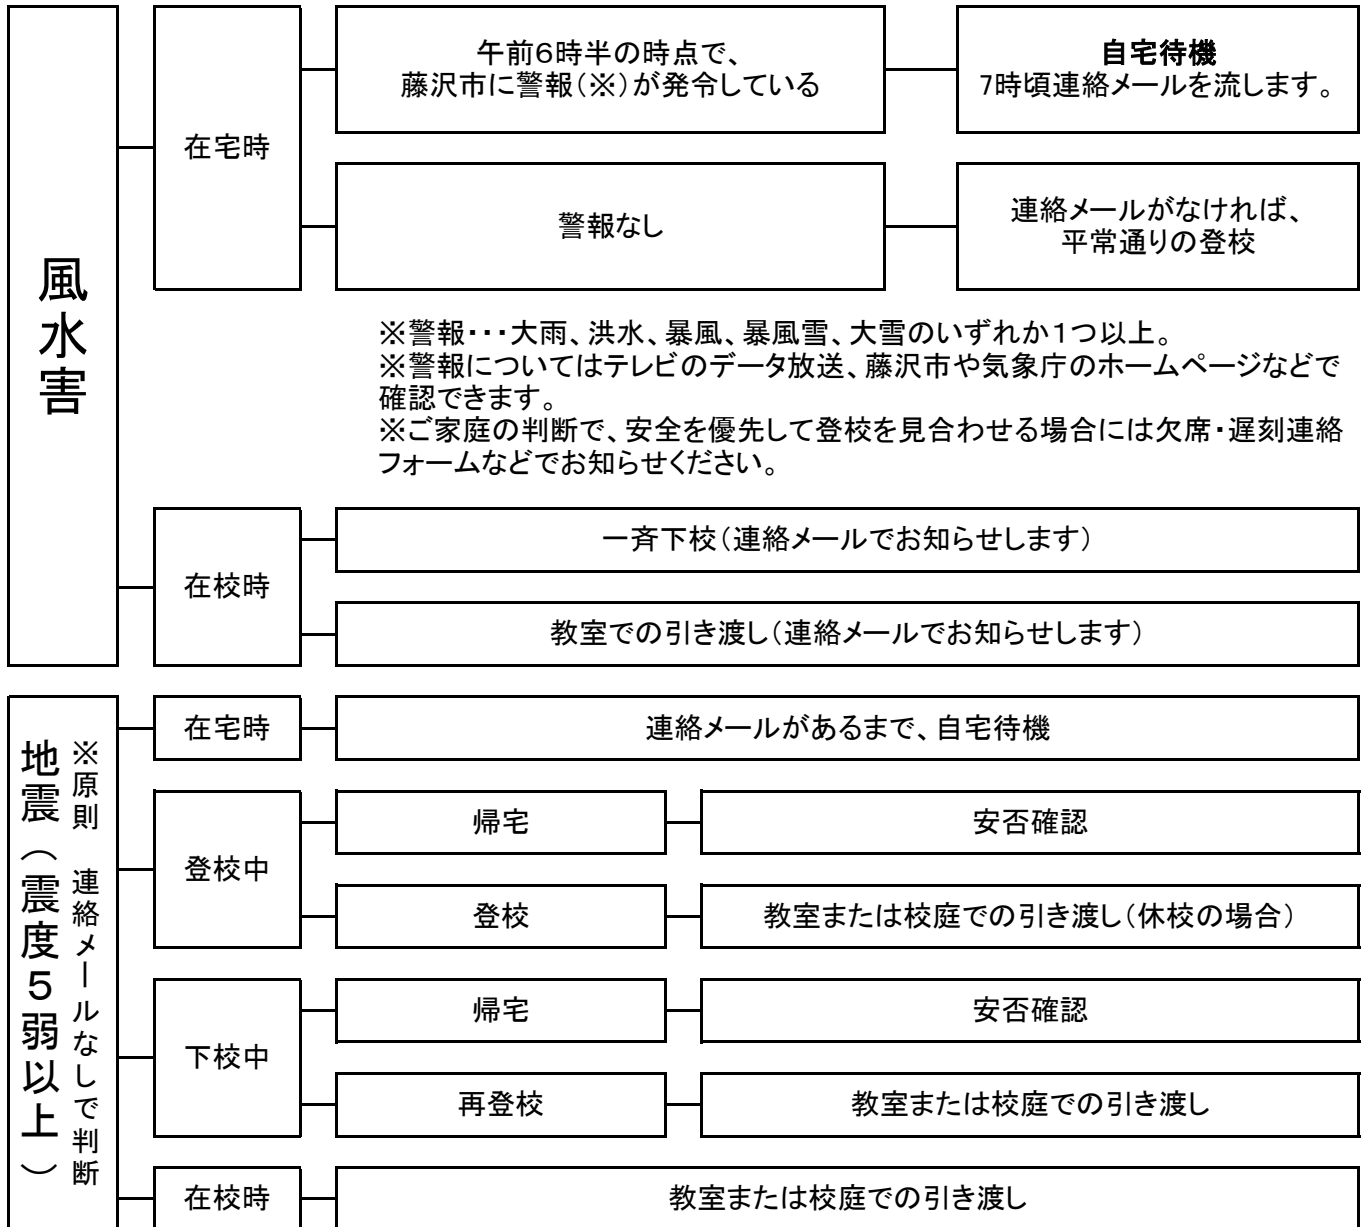 風水害
在宅時
午前6時半の時点で、
藤沢市に警報(※)が発令している
自宅待機
7時頃連絡メールを流します。
警報なし
連絡メールがなければ、
平常通りの登校
※警報・・・大雨、洪水、暴風、暴風雪、大雪のいずれか1つ以上。
※警報についてはテレビのデータ放送、藤沢市や気象庁のホームページなどで
確認できます。
※ご家庭の判断で、安全を優先して登校を見合わせる場合には欠席・遅刻連絡
フォームなどでお知らせください。
在校時
一斉下校(連絡メールでお知らせします)
教室での引き渡し(連絡メールでお知らせします)
地震(震度5弱以上)
※原則 連絡メールなしで判断
在宅時
連絡メールがあるまで、自宅待機
登校中
帰宅
安否確認
登校
教室または校庭での引き渡し(休校の場合)
下校中
帰宅
安否確認
再登校
教室または校庭での引き渡し
在校時
教室または校庭での引き渡し